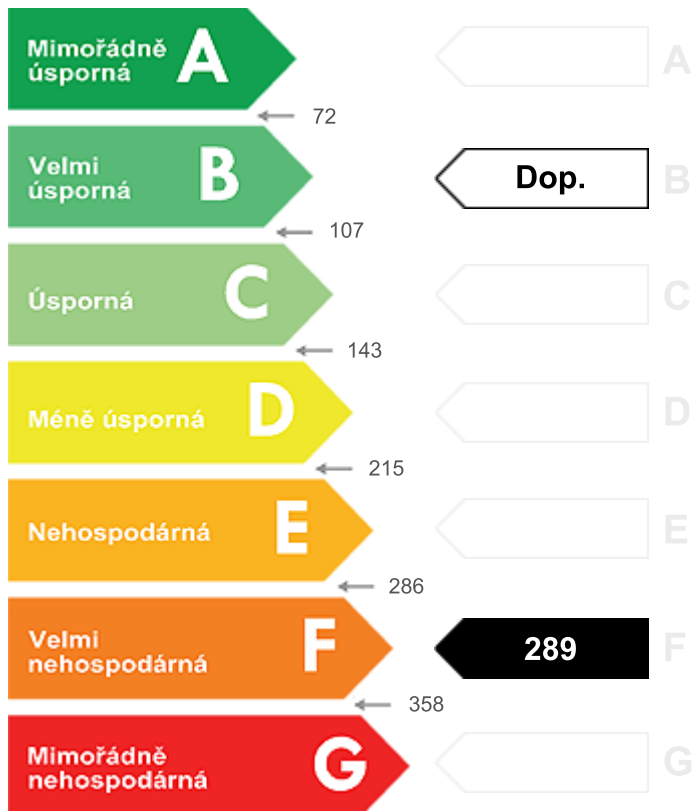 Mimořádně
úsporná
A
A
72
Velmi
úsporná
B
Dop.
B
107
Úsporná
C
C
143
Méně úsporná
D
D
215
Nehospodárná
E
E
286
Velmi
nehospodárná
F
289
F
358
Mimořádně
nehospodárná
G
G